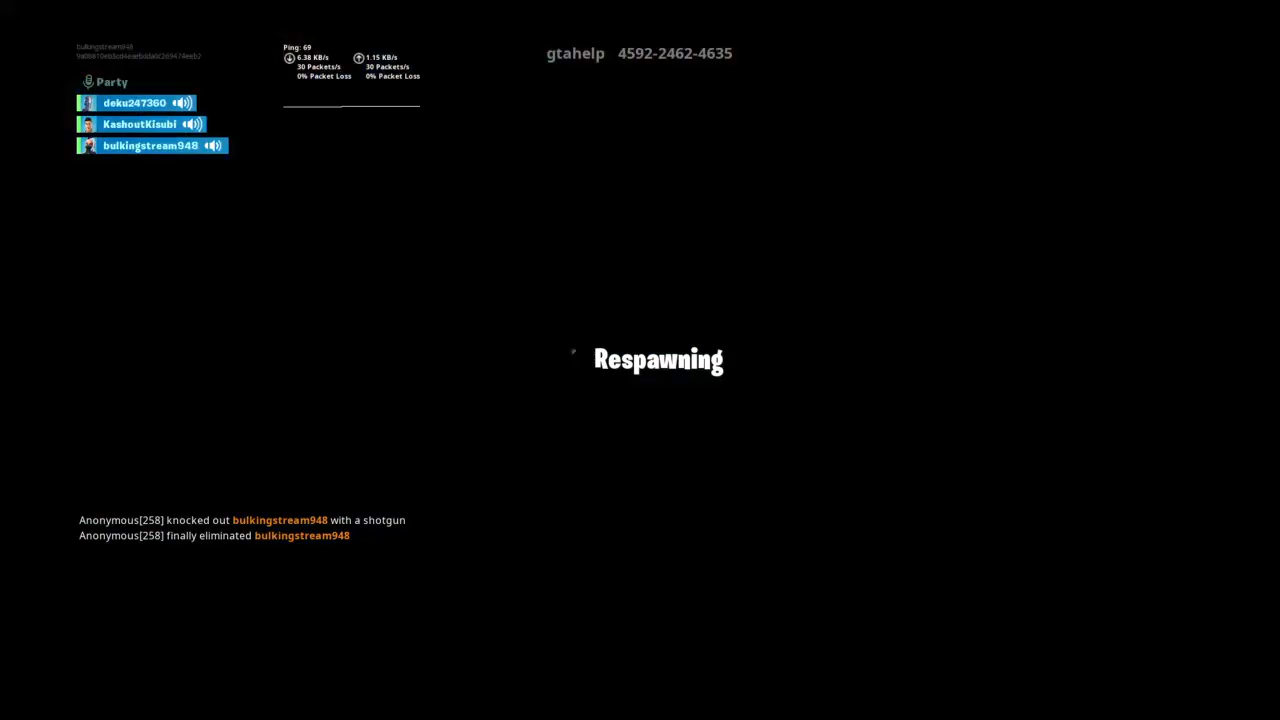 bulkingstream948
Party
deku247360
KashoutKisubi
bulkingstream948
Ping: 69
6.38 KB/s 1.15 KB/s
30 Packets/s 30 Packets/s
0% Packet Loss 0% Packet Loss
gtahelp 4592-2462-4635
Respawning
Anonymous[258] knocked out bulkingstream948 with a shotgun
Anonymous[258] finally eliminated bulkingstream948